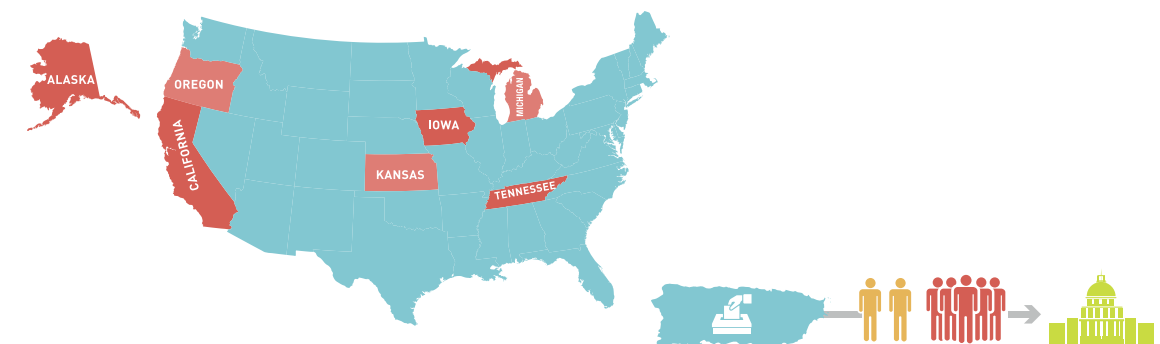 ALASKA
OREGON
CALIFORNIA
IOWA
MICHIGAN
KANSAS
TENNESSEE